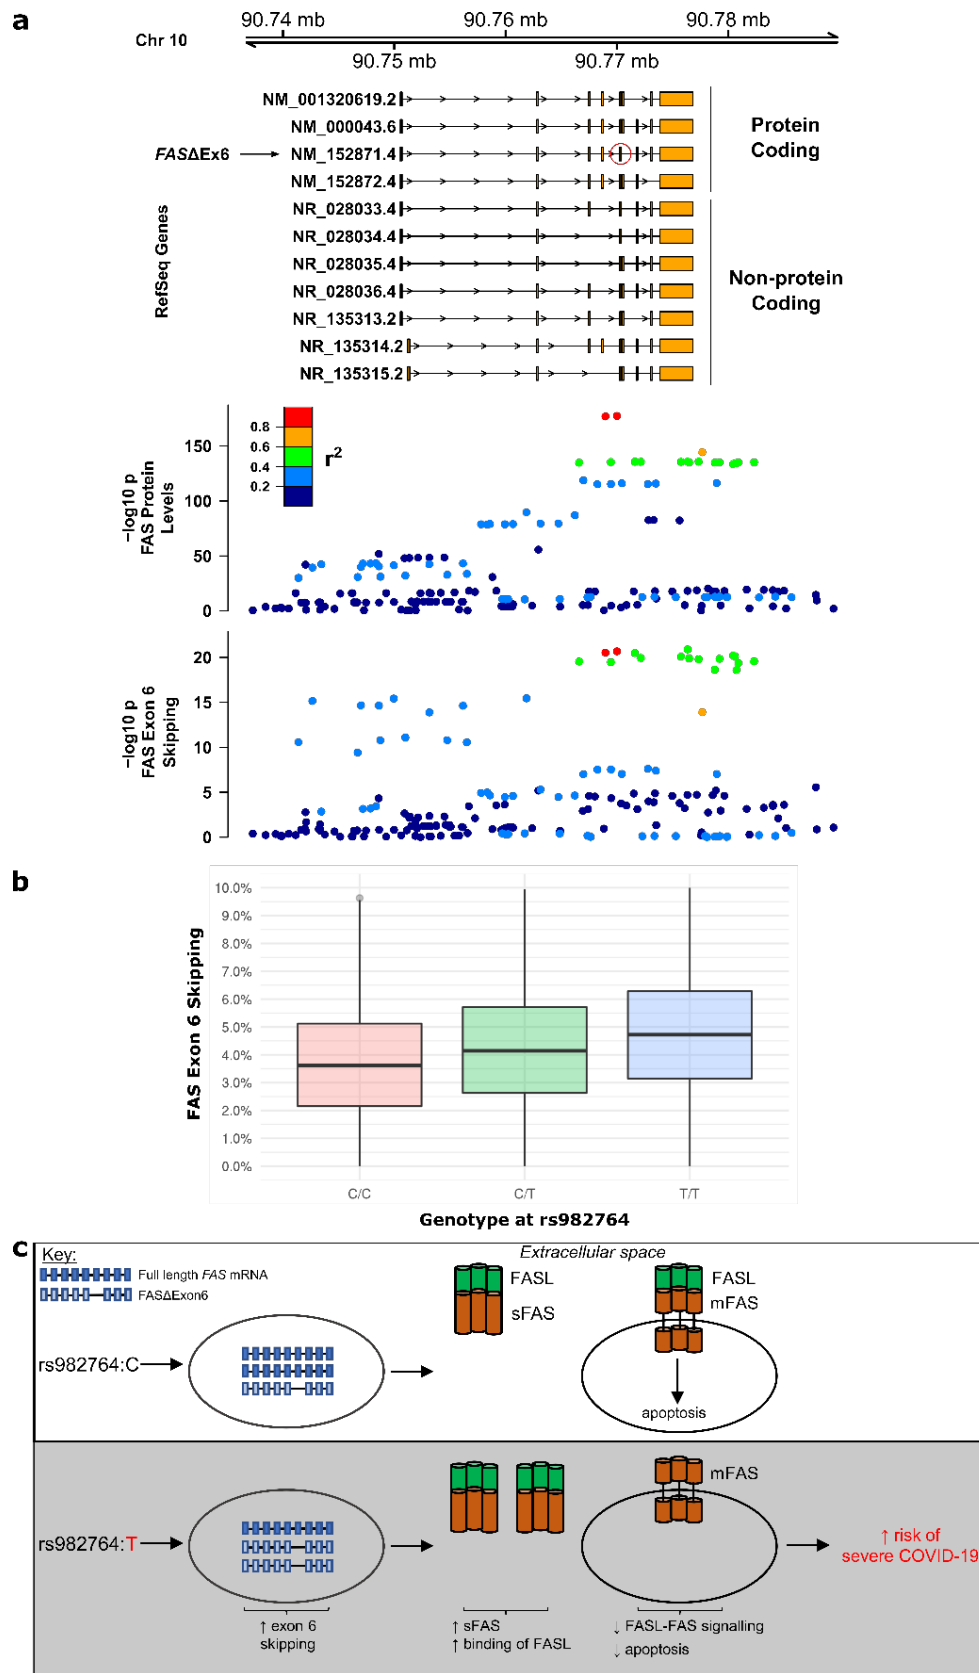 a
Chr 10
90.74 mb
90.76 mb
90.78 mb
90.75 mb
90.77 mb
RefSeq Genes
FASΔEx6
NM_001320619.2
NM_000043.6
NM_152871.4
NM_152872.4
NR_028033.4
NR_028034.4
NR_028035.4
NR_028036.4
NR_135313.2
NR_135314.2
NR_135315.2
Protein
Coding
Non-protein
Coding
−log10 p
FAS Protein
Levels
150
100
50
0
0.8
0.6
0.4
0.2
r2
−log10 p
FAS Exon 6
Skipping
20
15
10
5
0
b
FAS Exon 6 Skipping
10.0%
9.0%
8.0%
7.0%
6.0%
5.0%
4.0%
3.0%
2.0%
1.0%
0.0%
C/C
C/T
T/T
Genotype at rs982764
c
Key:
Full length FAS mRNA
FASΔExon6
Extracellular space
FASL
sFAS
FASL
mFAS
rs982764:C
apoptosis
mFAS
rs982764:T
↑ risk of
severe COVID-19
↑ exon 6
skipping
↑ sFAS
↑ binding of FASL
↓ FASL-FAS signalling
↓ apoptosis